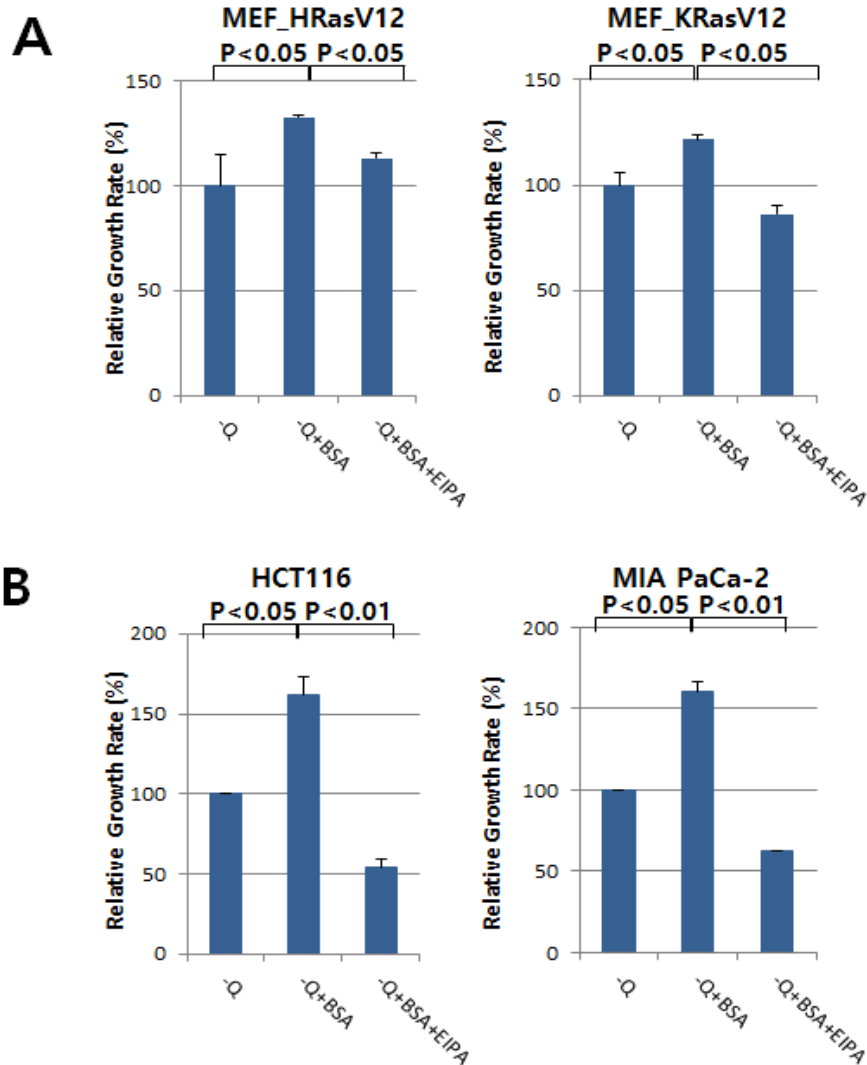 A
MEF_HRasV12
P<0.05 P<0.05
Relative Growth Rate (%)
150
100
50
0
-Q
-Q+BSA
-Q+BSA+EIPA
MEF_KRasV12
P<0.05 P<0.05
Relative Growth Rate (%)
150
100
50
0
-Q
-Q+BSA
-Q+BSA+EIPA
B
HCT116
P<0.05 P<0.01
Relative Growth Rate (%)
200
150
100
50
0
-Q
-Q+BSA
-Q+BSA+EIPA
MIA PaCa-2
P<0.05 P<0.01
Relative Growth Rate (%)
200
150
100
50
0
-Q
-Q+BSA
-Q+BSA+EIPA